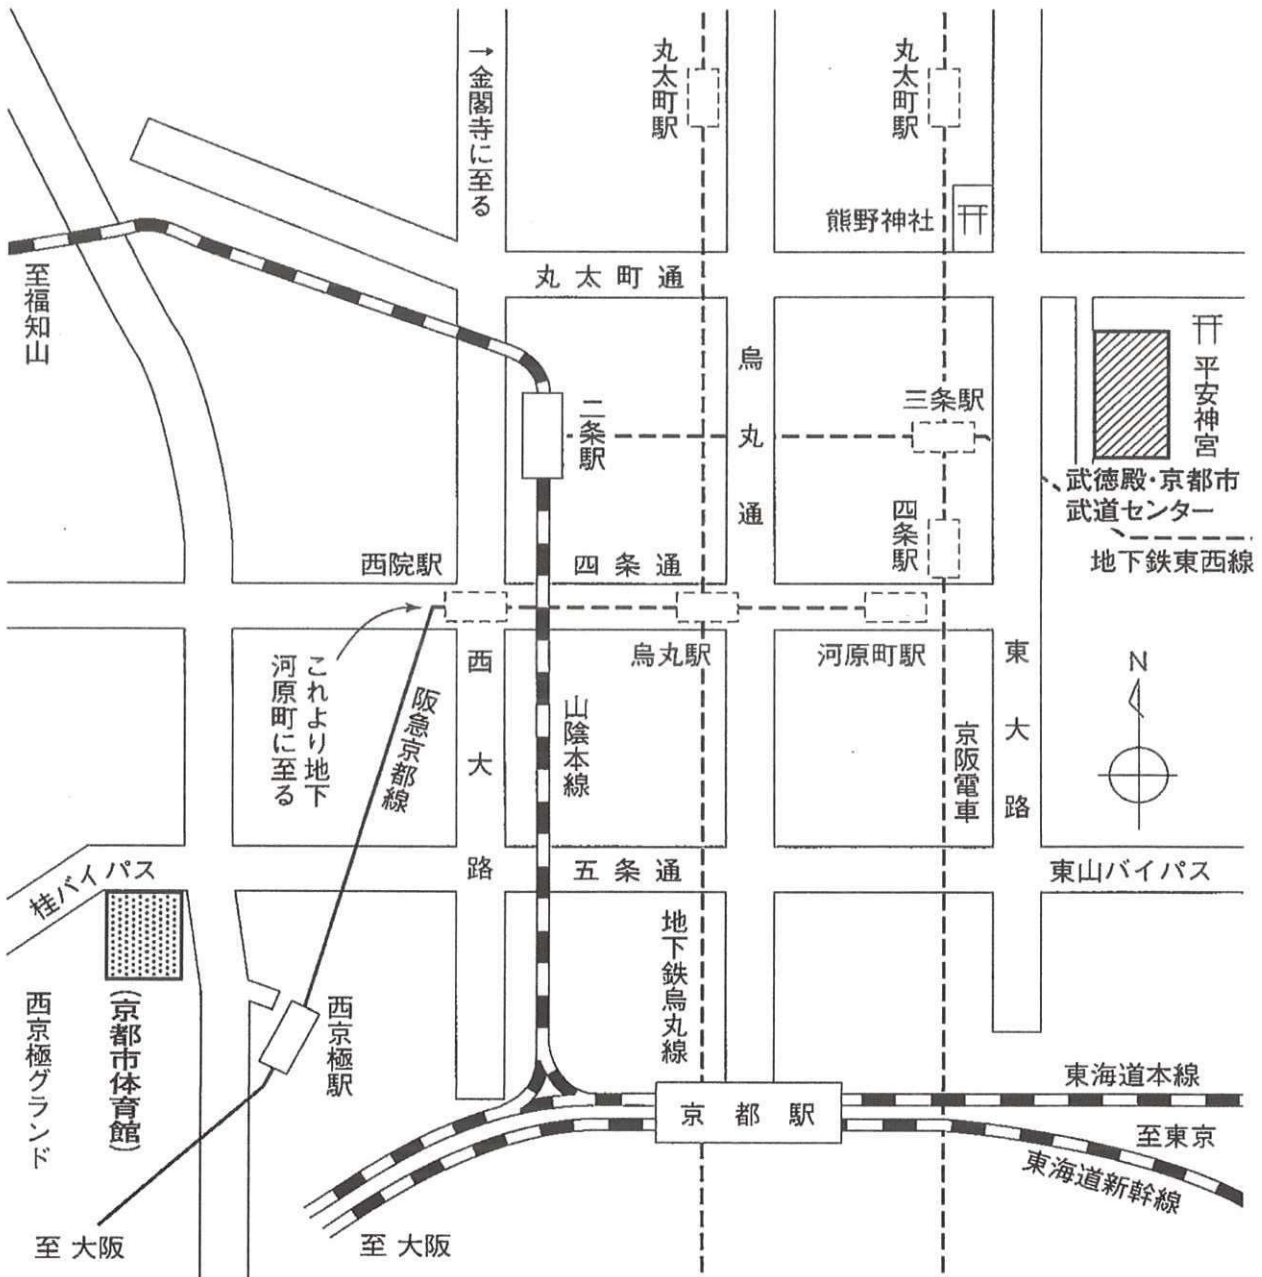 →金閣寺に至る
丸太町駅
丸太町駅
熊野神社
丸太町通
至福知山
烏丸通
三条駅
平安神宮
二条駅
武徳殿・京都市
武道センター
四条駅
地下鉄東西線
西院駅
四条通
烏丸駅
河原町駅
東大路
N
これより地下
河原町に至る
阪急京都線
西大路
山陰本線
京阪電車
桂バイパス
五条通
東山バイパス
地下鉄烏丸線
西京極グランド
(京都市体育館)
西京極駅
東海道本線
京都駅
至東京
東海道新幹線
至 大阪
至 大阪